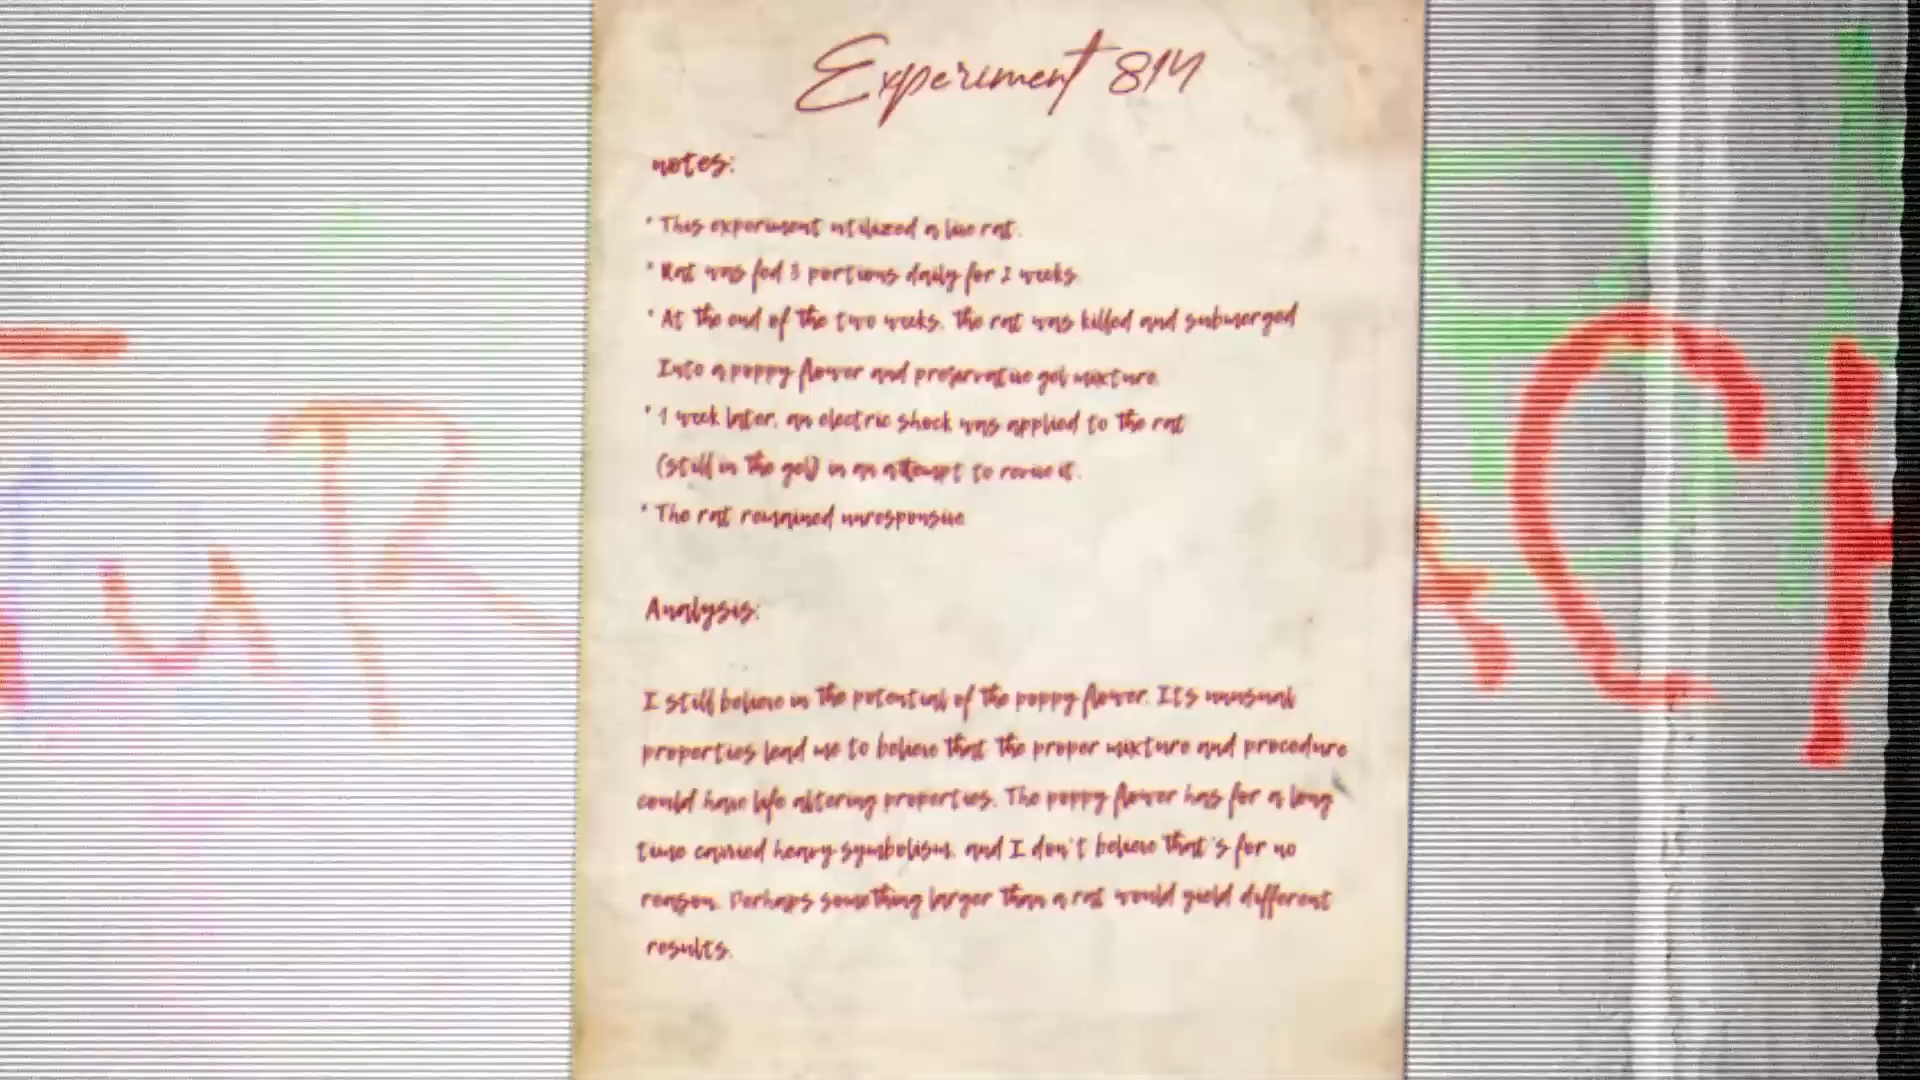 Experiment 814
notes:
* This experiment utilized a live rat.
* Rat was fed 3 portions daily for 2 weeks.
* At the end of the two weeks, the rat was killed and submerged
Into a poppy flower and preservative gel mixture.
* 1 week later, an electric shock was applied to the rat
(still in the gel) in an attempt to revive it.
* The rat remained unresponsive
Analysis:
I still believe in the potential of the poppy flower. Its unusual
properties lead me to believe that the proper mixture and procedure
could have life altering properties. The poppy flower has for a long
time carried heavy symbolism, and I don't believe that's for no
reason. Perhaps something larger than a rat would yield different
results.